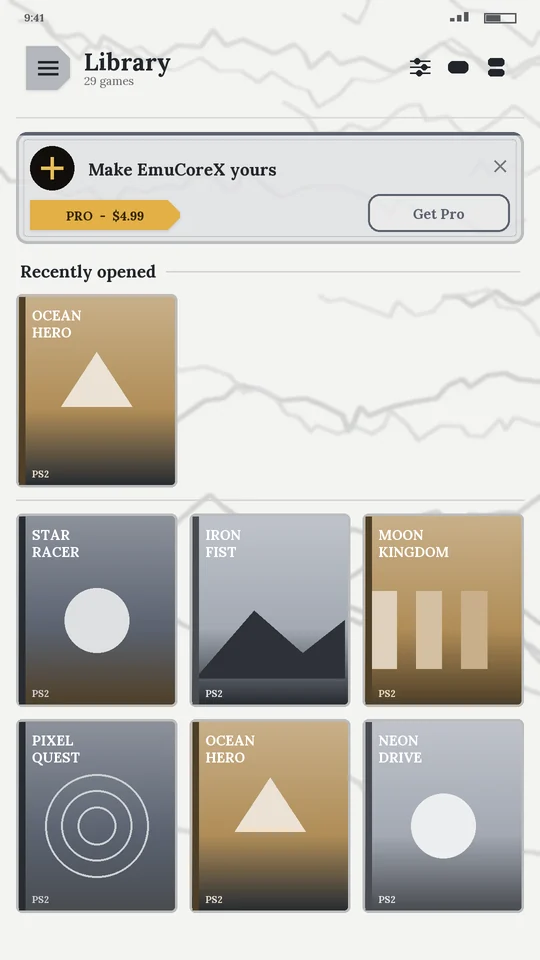 9:41
Library
29 games
Make EmuCoreX yours
PRO - $4.99
Get Pro
Recently opened
OCEAN
HERO
PS2
STAR
RACER
PS2
IRON
FIST
PS2
MOON
KINGDOM
PS2
PIXEL
QUEST
PS2
OCEAN
HERO
PS2
NEON
DRIVE
PS2